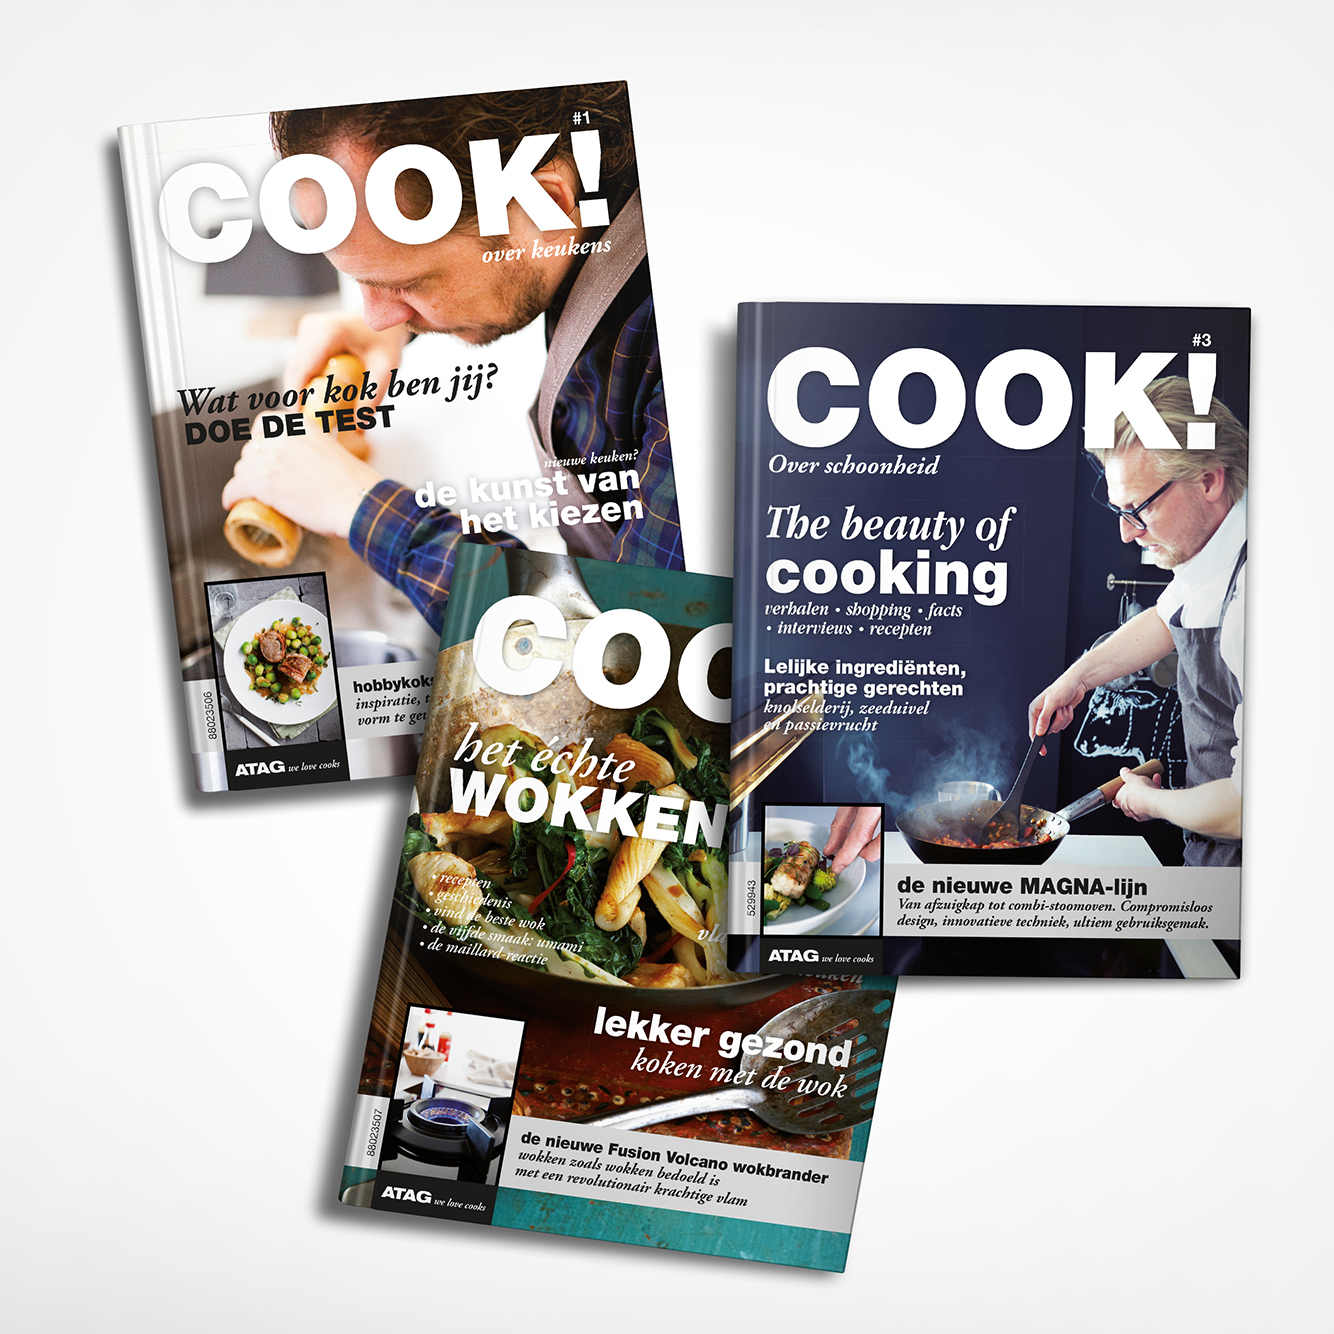 #1
COOK!
over keukens
Wat voor kok ben jij?
DOE DE TEST
nieuwe keuken?
de kunst van
het kiezen
hobbykoks
inspiratie,
vorm te
88023506
ATAG we love cooks
COO
het échte
WOKKEN
• recepten
• geschiedenis
• vind de beste wok
• de vijfde smaak: umami
• de maillard-reactie
lekker gezond
koken met de wok
de nieuwe Fusion Volcano wokbrander
wokken zoals wokken bedoeld is
met een revolutionair krachtige vlam
88023507
ATAG we love cooks
#3
COOK!
Over schoonheid
The beauty of
cooking
verhalen • shopping • facts
• interviews • recepten
Lelijke ingrediënten,
prachtige gerechten
knolselderij, zeeduivel
en passievrucht
de nieuwe MAGNA-lijn
Van afzuigkap tot combi-stoomoven. Compromisloos
design, innovatieve techniek, ultiem gebruiksgemak.
529943
ATAG we love cooks